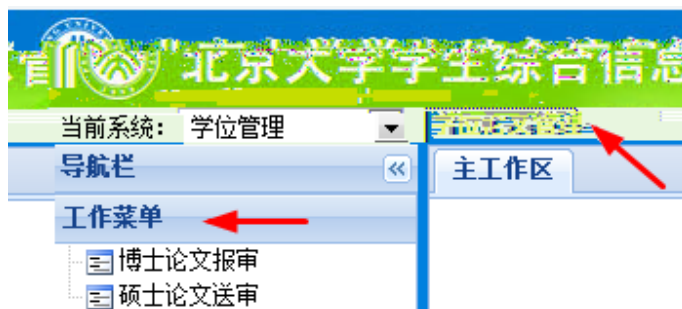 北京大学学生综合信息
当前系统： 学位管理
导航栏
主工作区
工作菜单
博士论文报审
硕士论文送审